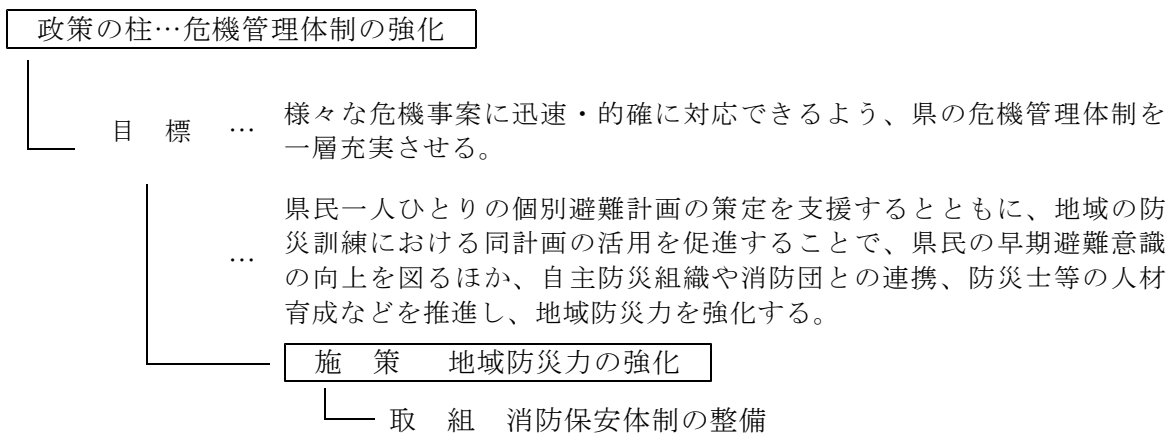 政策の柱…危機管理体制の強化
目　標　…　様々な危機事案に迅速・的確に対応できるよう、県の危機管理体制を
一層充実させる。
県民一人ひとりの個別避難計画の策定を支援するとともに、地域の防
災訓練における同計画の活用を促進することで、県民の早期避難意識
…　の向上を図るほか、自主防災組織や消防団との連携、防災士等の人材
育成などを推進し、地域防災力を強化する。
施　策　　地域防災力の強化
取　組　消防保安体制の整備